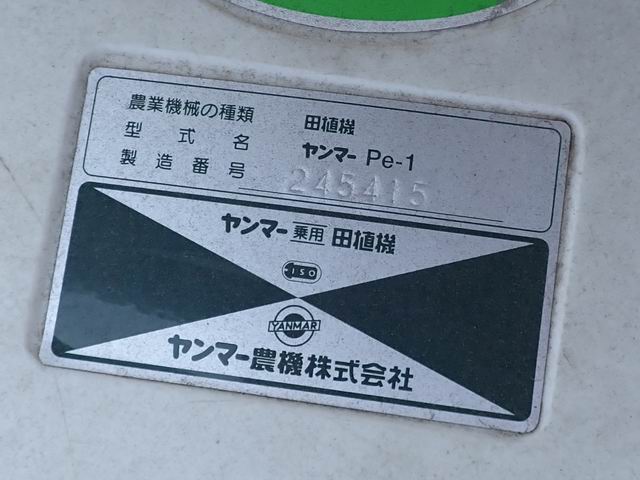 農業機械の種類 田植機
型式名 ヤンマー Pe-1
製造番号 245415
ヤンマー 乗用 田植機
ISO
YANMAR
ヤンマー農機株式会社